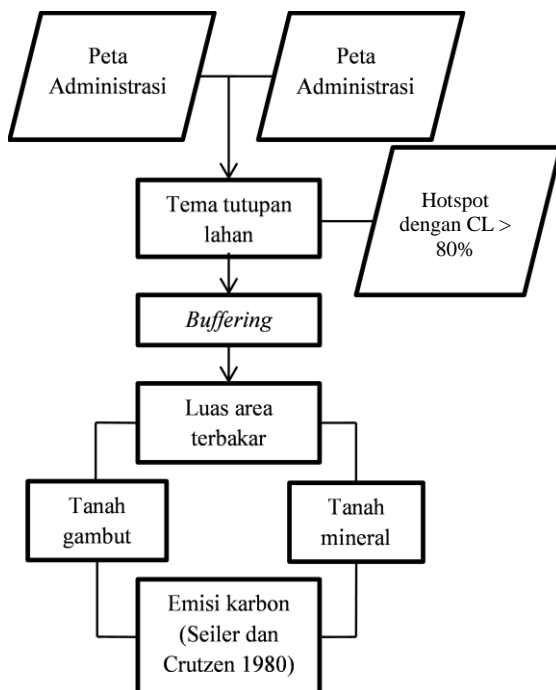 Peta
Administrasi
Peta
Administrasi
Tema tutupan
lahan
Hotspot
dengan CL >
80%
Buffering
Luas area
terbakar
Tanah
gambut
Tanah
mineral
Emisi karbon
(Seiler dan
Crutzen 1980)